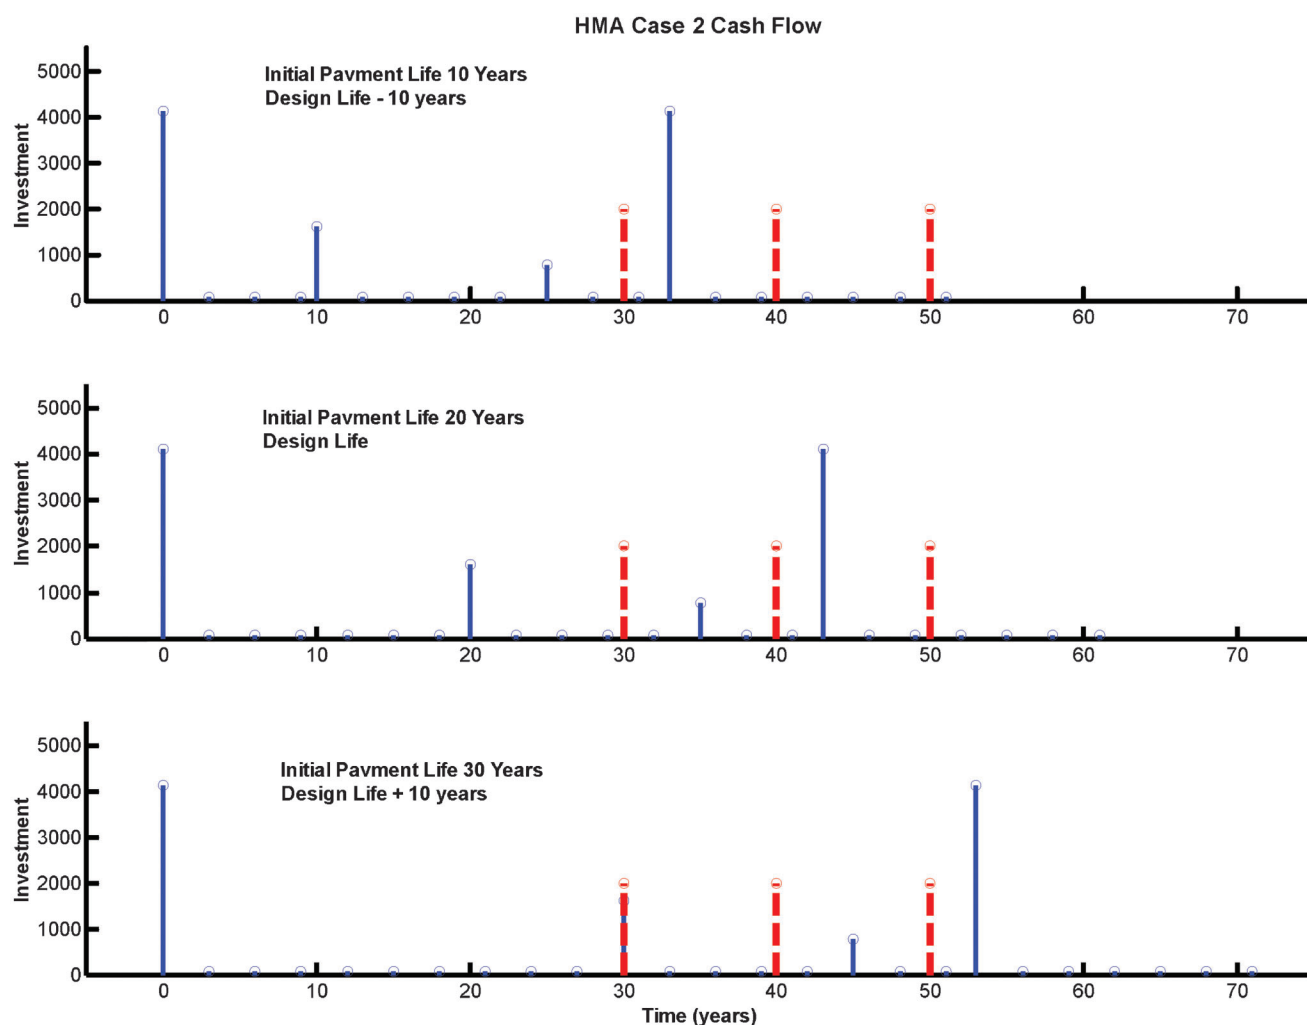 HMA Case 2 Cash Flow
Initial Pavment Life 10 Years
Design Life - 10 years
Investment
5000
4000
3000
2000
1000
0
0 10 20 30 40 50 60 70
Initial Pavment Life 20 Years
Design Life
Investment
5000
4000
3000
2000
1000
0
0 10 20 30 40 50 60 70
Initial Pavment Life 30 Years
Design Life + 10 years
Investment
5000
4000
3000
2000
1000
0
0 10 20 30 40 50 60 70
Time (years)